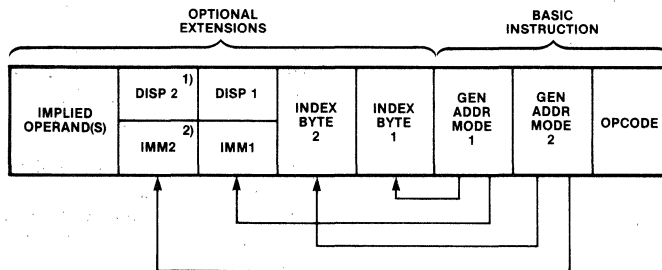 OPTIONAL
EXTENSIONS
BASIC
INSTRUCTION
IMPLIED
OPERAND(S)
DISP 2 1)
IMM2 2)
DISP 1
IMM1
INDEX
BYTE
2
INDEX
BYTE
1
GEN
ADDR
MODE
1
GEN
ADDR
MODE
2
OPCODE